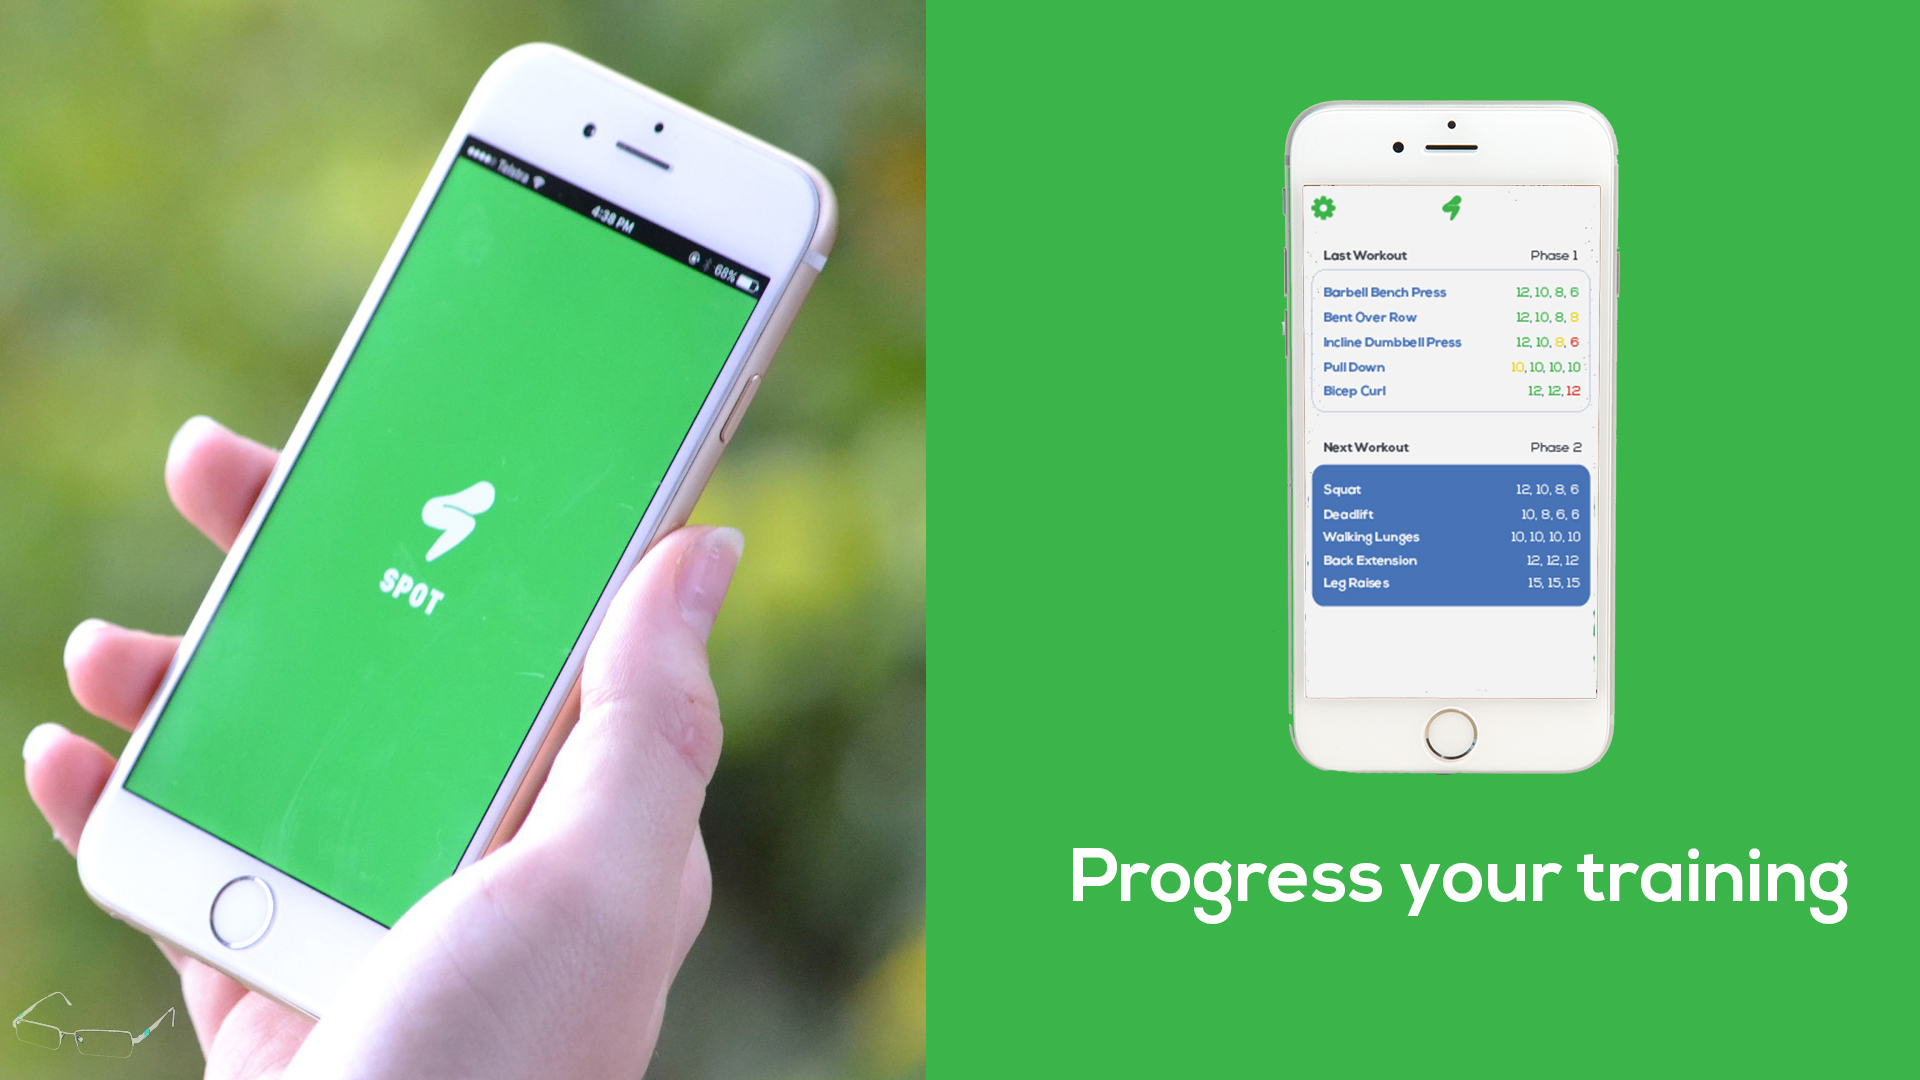 Telstra
4:38 PM
68%
SPOT
Last Workout Phase 1
Barbell Bench Press 12, 10, 8, 6
Bent Over Row 12, 10, 8, 8
Incline Dumbbell Press 12, 10, 8, 6
Pull Down 10, 10, 10, 10
Bicep Curl 12, 12, 12
Next Workout Phase 2
Squat 12, 10, 8, 6
Deadlift 10, 8, 6, 6
Walking Lunges 10, 10, 10, 10
Back Extension 12, 12, 12
Leg Raises 15, 15, 15
Progress your training